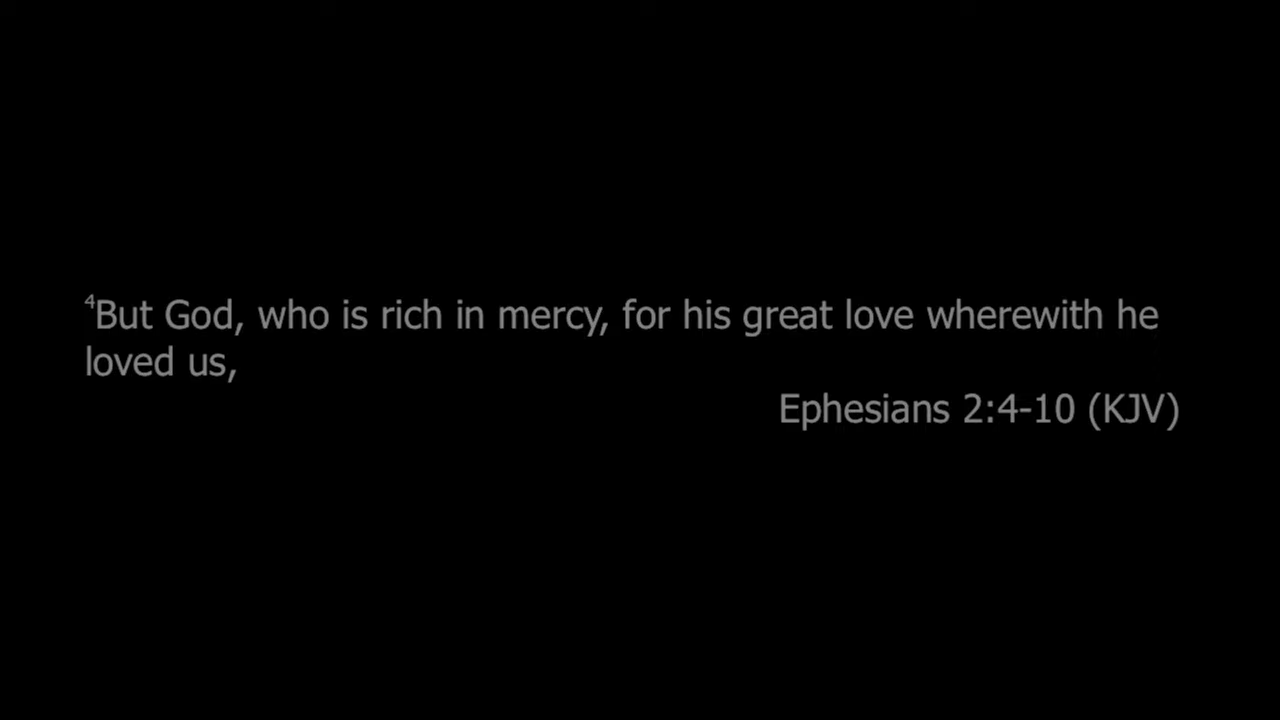 ⁴But God, who is rich in mercy, for his great love wherewith he
loved us,
Ephesians 2:4-10 (KJV)